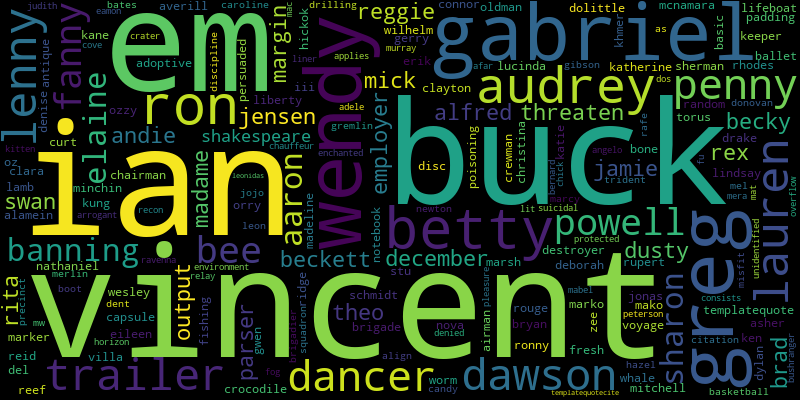 judith
eamon
bates
averill
caroline
mac
drilling
connor
oldman
dolittle
mcnamara
lifeboat
as
padding
kane
crater
adoptive
lenny
antique
denise
fanny
cove
em
discipline
persuaded
margin
hickok
liner
applies
reggie
wilhelm
gerry
murray
erik
gabriel
khmer
basic
keeper
ballet
afar
gibson
katherine
sherman
rhodes
dos
mick
clayton
lucinda
audrey
penny
random
donovan
ron
ozzy
iii
liberty
jensen
adele
gremlin
wendy
alfred
threaten
torus
becky
rafe
drake
elaine
andie
shakespeare
chauffeur
enchanted
employer
disc
poisoning
crewman
christina
katie
chick
bernard
angelo
bone
jamie
fu
rex
lindsay
lauren
kitten
curt
oz
clara
lamb
swan
alamein
arrogant
minchin
chairman
kung
recon
ian
madame
leonidas
jojo
orry
leon
aaron
madeline
buck
trident
mel
mera
mat
overflow
marcy
newton
lit
suicidal
betty
notebook
powell
protected
unidentified
misfit
destroyer
dusty
greg
banning
bee
environment
relay
ravenna
beckett
december
marsh
deborah
rupert
nathaniel
merlin
boot
rita
precinct
mw
marker
dent
wesley
capsule
eileen
horizon
villa
reid
del
reef
vincent
output
fishing
parser
gwen
brigadier
squadron
ridge
theo
schmidt
stu
brigade
align
nova
denied
airman
pleasure
rouge
bryan
ronny
mabel
marko
zee
fresh
jonas
mako
peterson
voyage
sharon
consists
templatequote
asher
citation
ken
dylan
brad
bushranger
trailer
crocodile
fog
dancer
worm
candy
dawson
hazel
whale
mitchell
basketball
templatequotecite